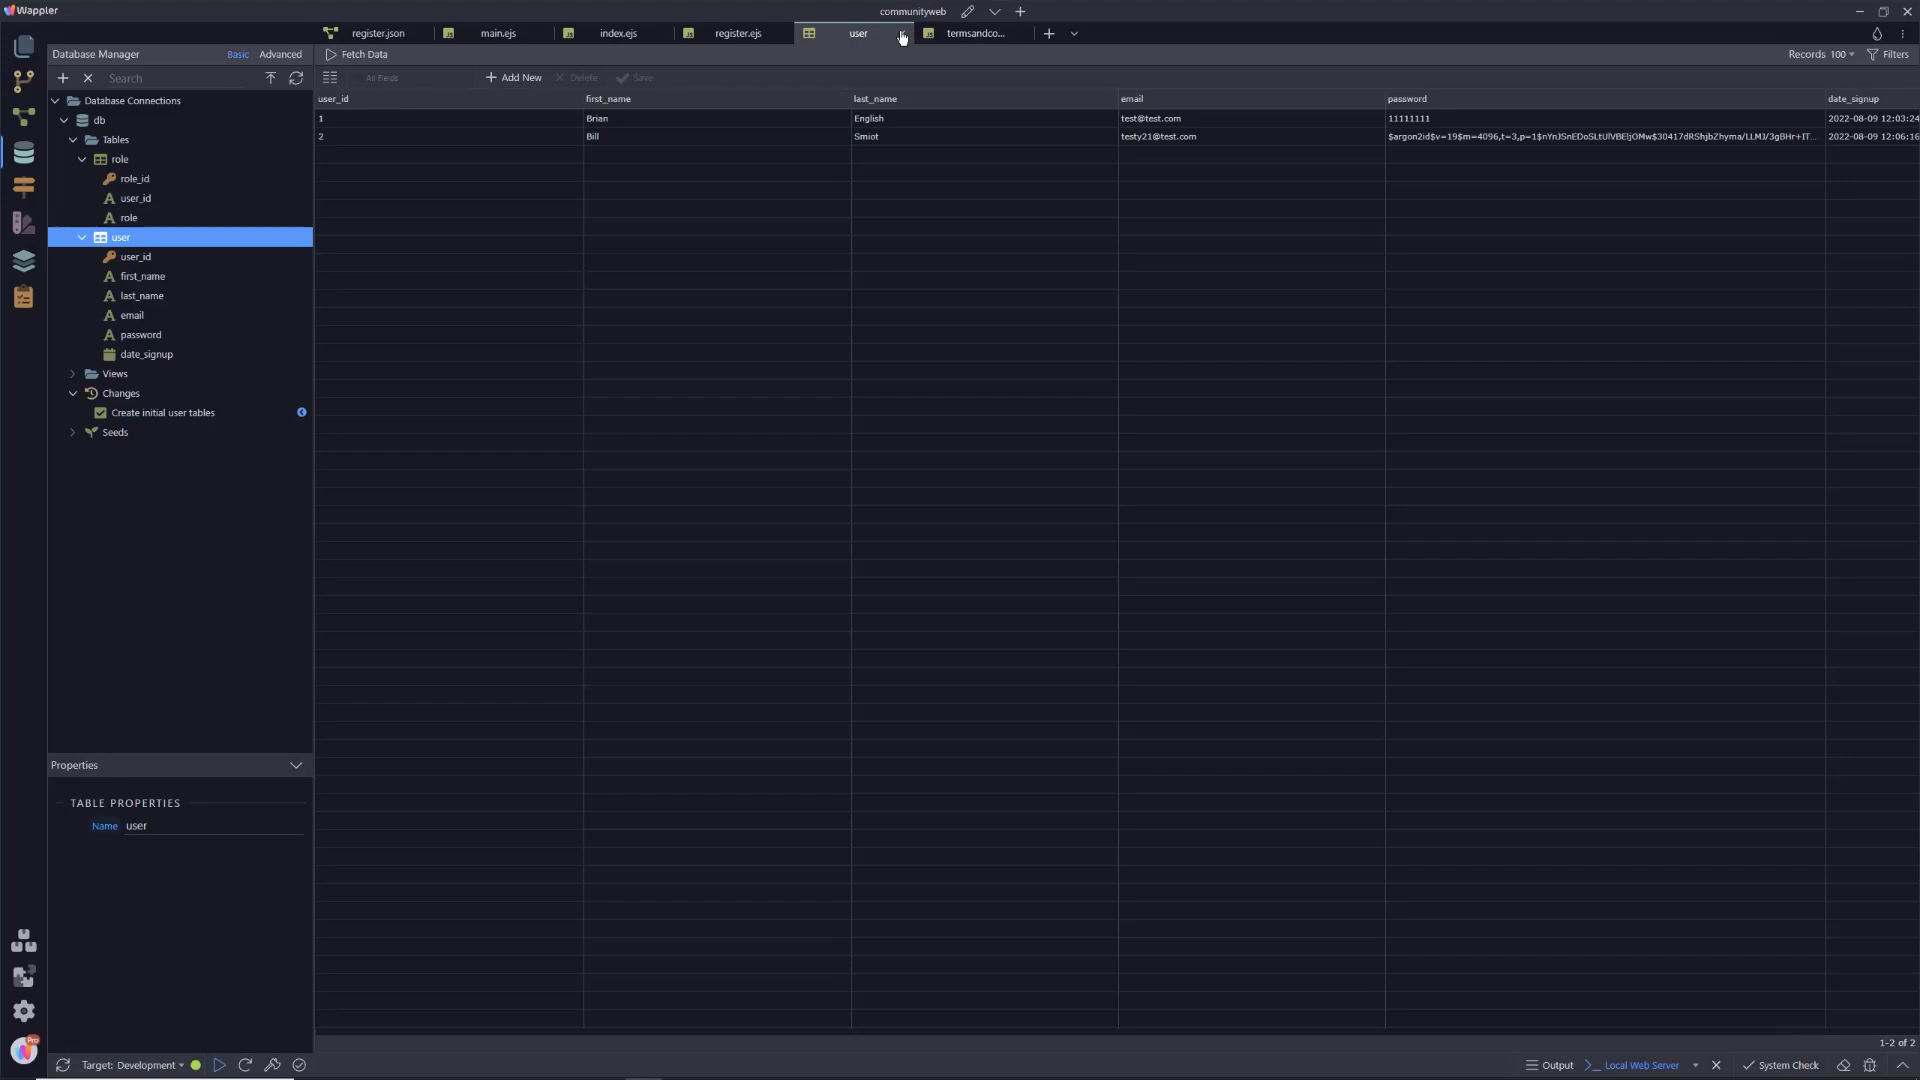 Wappler
communityweb
register.json
main.ejs
index.ejs
register.ejs
user
termsandco...
Database Manager
Basic
Advanced
Fetch Data
Records 100
Filters
Search
All Fields
Add New
Delete
Save
user_id
first_name
last_name
email
password
date_signup
1
Brian
English
test@test.com
11111111
2022-08-09 12:03:24
2
Bill
Smiot
testy21@test.com
2022-08-09 12:06:16
Database Connections
db
Tables
role
role_id
user_id
role
user
user_id
first_name
last_name
email
password
date_signup
Views
Changes
Create initial user tables
Seeds
Properties
TABLE PROPERTIES
Name user
Pro
1-2 of 2
Target: Development
Output
Local Web Server
System Check